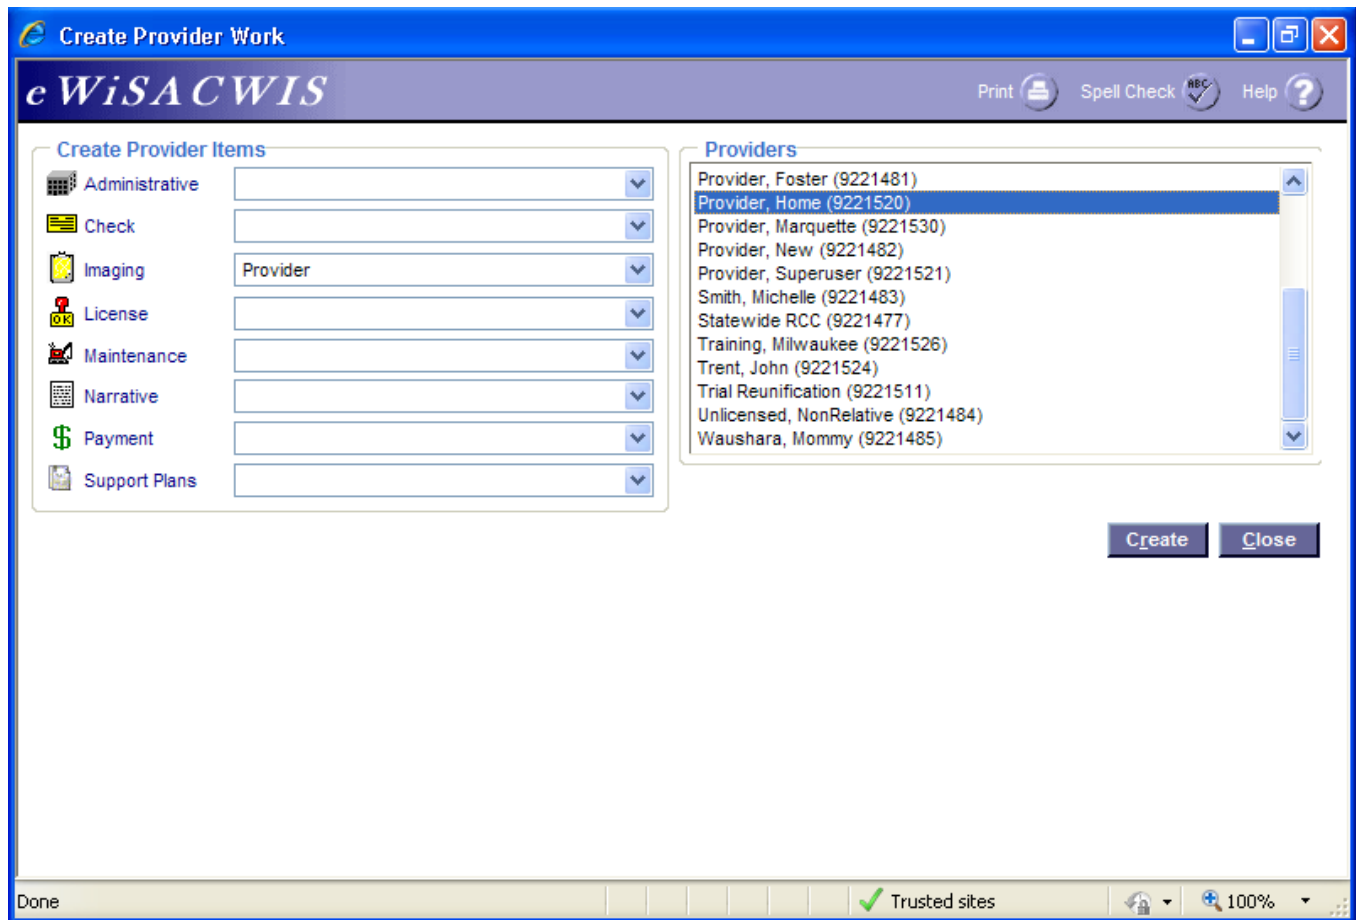 Create Provider Work
eWiSACWIS
Print Spell Check ABC Help ?
Create Provider Items
Administrative
Check
Imaging Provider
OK License
Maintenance
Narrative
$ Payment
Support Plans
Providers
Provider, Foster (9221481)
Provider, Home (9221520)
Provider, Marquette (9221530)
Provider, New (9221482)
Provider, Superuser (9221521)
Smith, Michelle (9221483)
Statewide RCC (9221477)
Training, Milwaukee (9221526)
Trent, John (9221524)
Trial Reunification (9221511)
Unlicensed, NonRelative (9221484)
Waushara, Mommy (9221485)
Create Close
Done Trusted sites 100%